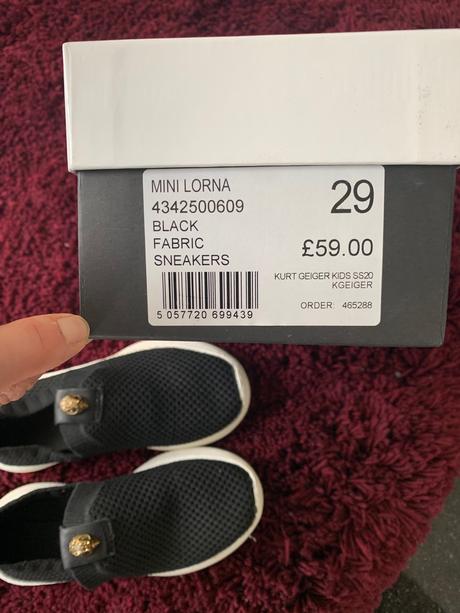 MINI LORNA
4342500609
BLACK
FABRIC
SNEAKERS
29
£59.00
KURT GEIGER KIDS SS20
KGEIGER
ORDER: 465288
5 057720 699439